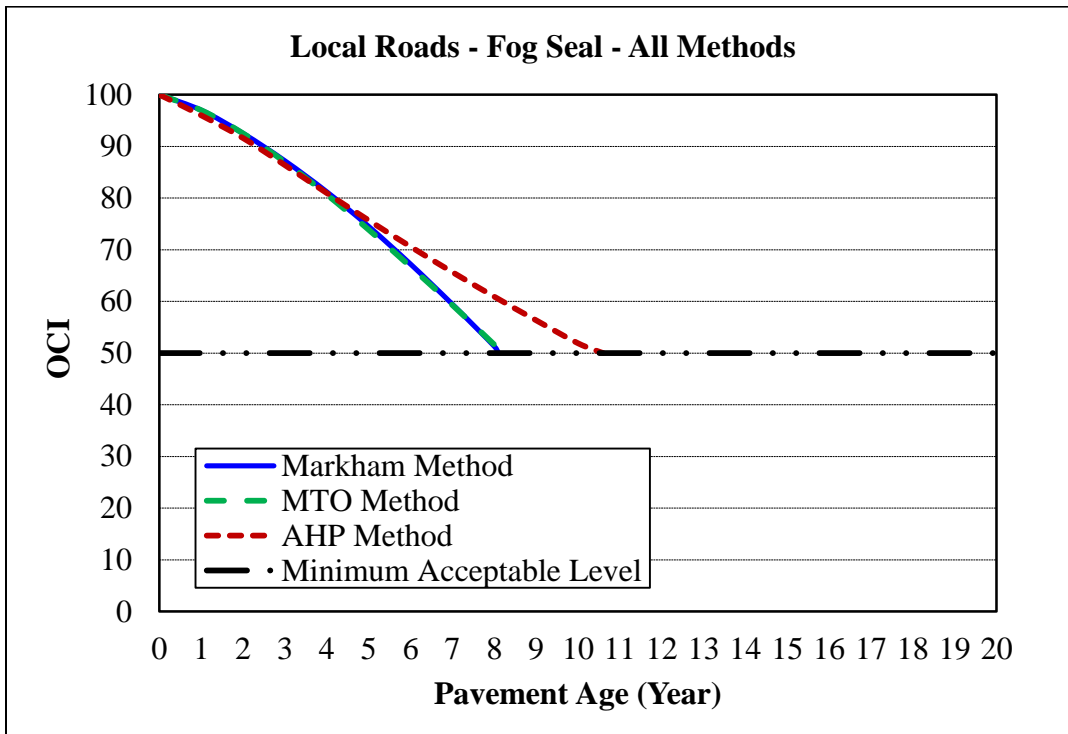 Local Roads - Fog Seal - All Methods
100
90
80
70
60
50
40
30
20
10
0
OCI
Markham Method
MTO Method
AHP Method
Minimum Acceptable Level
0 1 2 3 4 5 6 7 8 9 10 11 12 13 14 15 16 17 18 19 20
Pavement Age (Year)